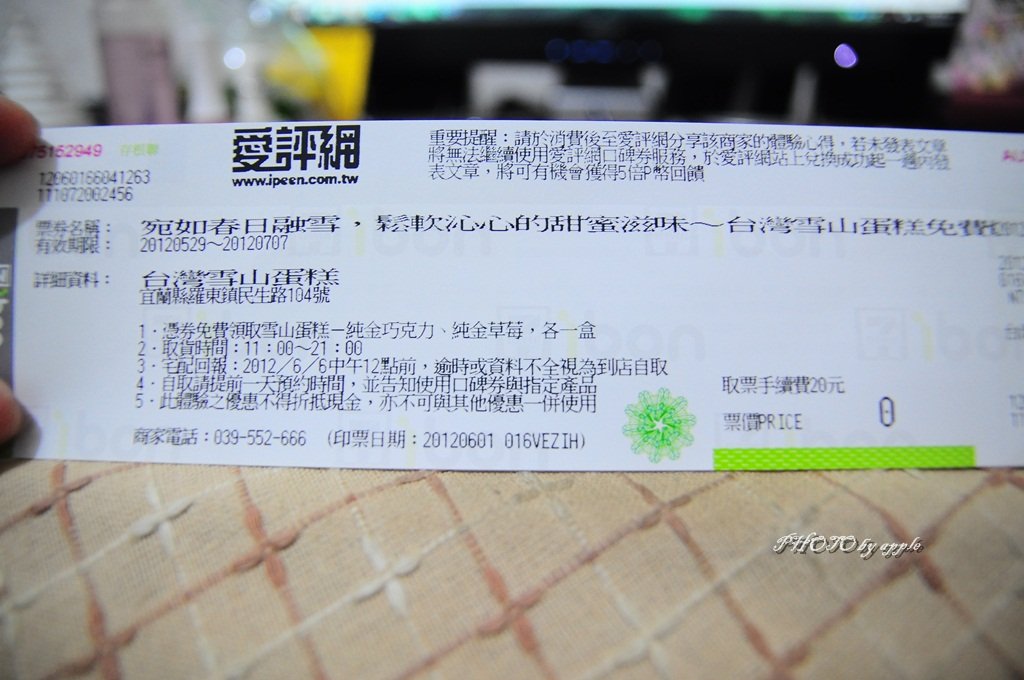 5162949 存根聯
愛評網
www.ipeen.com.tw
重要提醒：請於消費後至愛評網分享該商家的體驗心得，若未發表文章
將無法繼續使用愛評網口碑券服務，於愛評網站上兌換成功起一週內發
表文章，將可有機會獲得5倍P幣回饋
12060166041263
111072002456
票券名稱： 宛如春日融雪，鬆軟沁心的甜蜜滋味～台灣雪山蛋糕免費
有效期限： 20120529~20120707
詳細資料： 台灣雪山蛋糕
宜蘭縣羅東鎮民生路104號
1．憑券免費領取雪山蛋糕－純金巧克力、純金草莓，各一盒
2．取貨時間：11：00～21：00
3．宅配回報：2012／6／6中午12點前，逾時或資料不全視為到店自取
4．自取請提前一天預約時間，並告知使用口碑券與指定產品
5．此體驗之優惠不得折抵現金，亦不可與其他優惠一併使用
商家電話：039-552-666 (印票日期：20120601 016VEZIH)
取票手續費20元
票價PRICE 0
PHOTO by apple